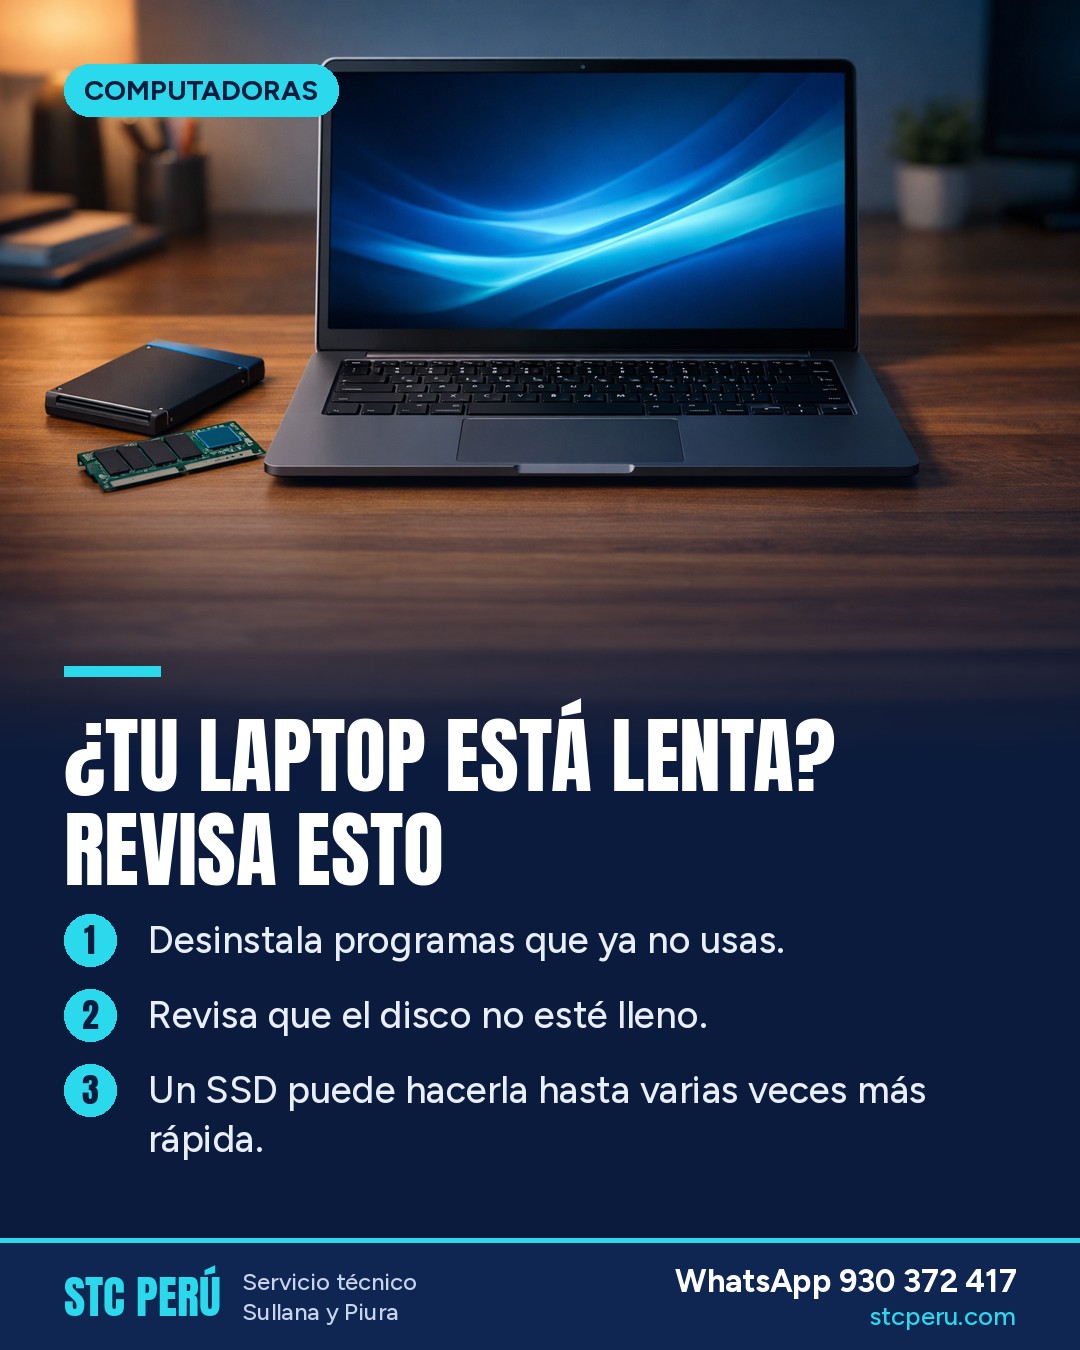 COMPUTADORAS
¿TU LAPTOP ESTÁ LENTA?
REVISA ESTO
1 Desinstala programas que ya no usas.
2 Revisa que el disco no esté lleno.
3 Un SSD puede hacerla hasta varias veces más
rápida.
STC PERÚ
Servicio técnico
Sullana y Piura
WhatsApp 930 372 417
stcperu.com